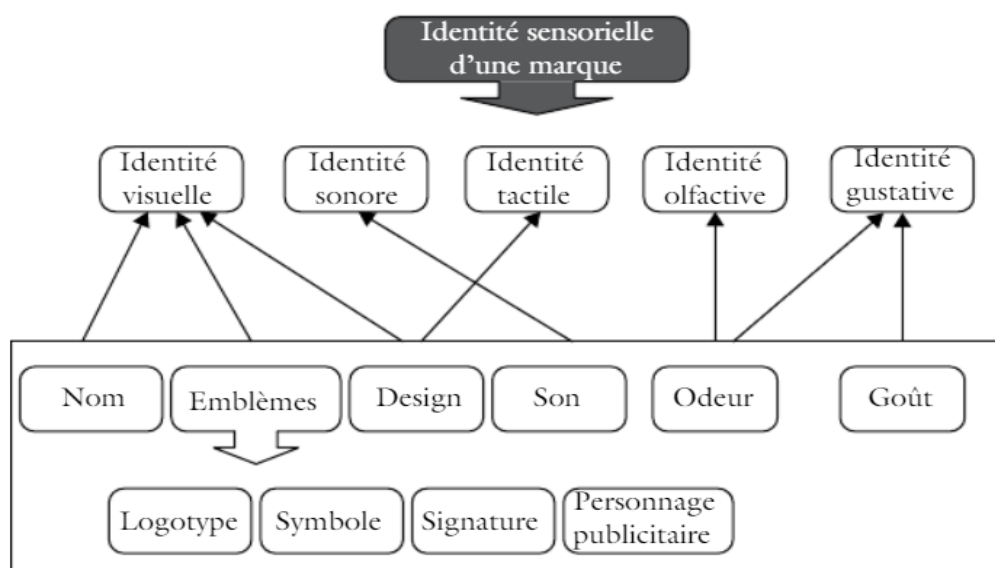 Identité sensorielle
d'une marque
Identité
visuelle
Identité
sonore
Identité
tactile
Identité
olfactive
Identité
gustative
Nom
Emblèmes
Design
Son
Odeur
Goût
Logotype
Symbole
Signature
Personnage
publicitaire